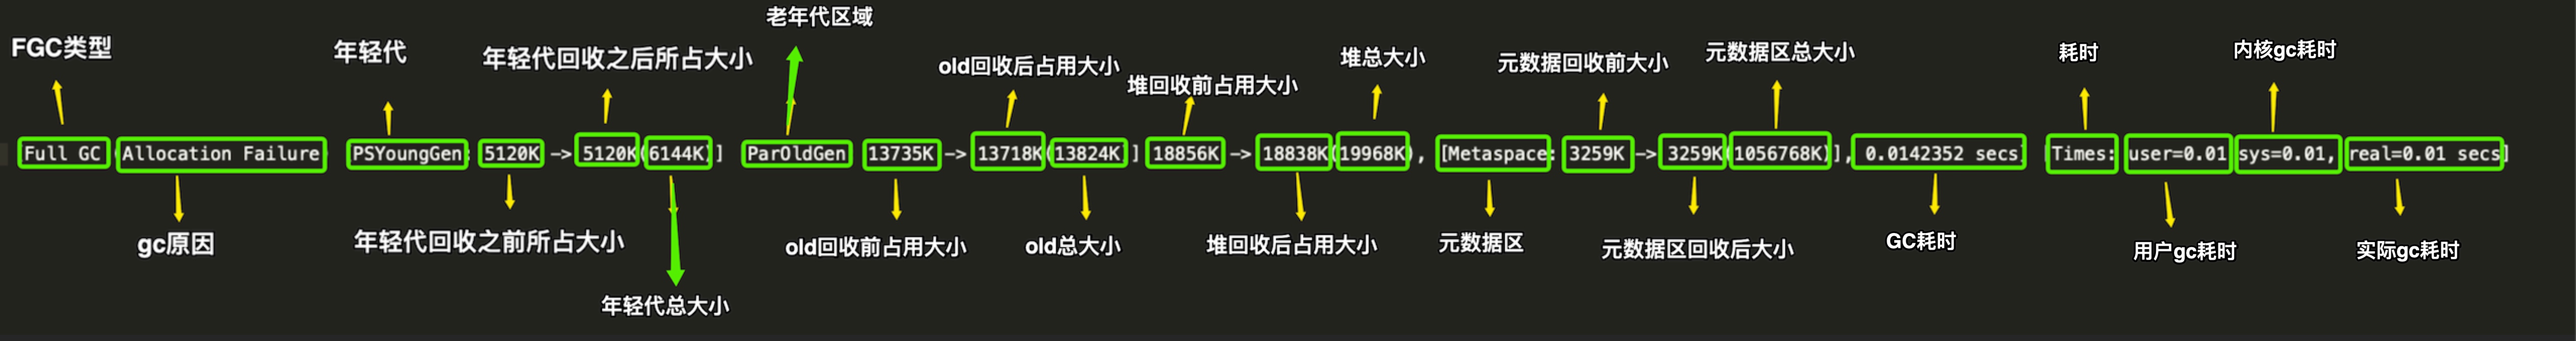 老年代区域
FGC类型
年轻代
年轻代回收之后所占大小
old回收后占用大小
堆回收前占用大小
堆总大小
元数据回收前大小
元数据区总大小
耗时
内核gc耗时
Full GC (Allocation Failure) PSYoungGen: 5120K->5120K(6144K)] ParOldGen 13735K->13718K(13824K)] 18856K->18838K(19968K), [Metaspace: 3259K->3259K(1056768K)], 0.0142352 secs] [Times: user=0.01 sys=0.01, real=0.01 secs]
gc原因
年轻代回收之前所占大小
年轻代总大小
old回收前占用大小
old总大小
堆回收后占用大小
元数据区
元数据区回收后大小
GC耗时
用户gc耗时
实际gc耗时